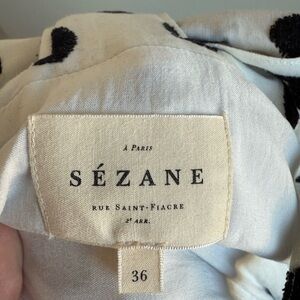 À PARIS
SÉZANE
RUE SAINT-FIACRE
2ᵉ ARR.
36